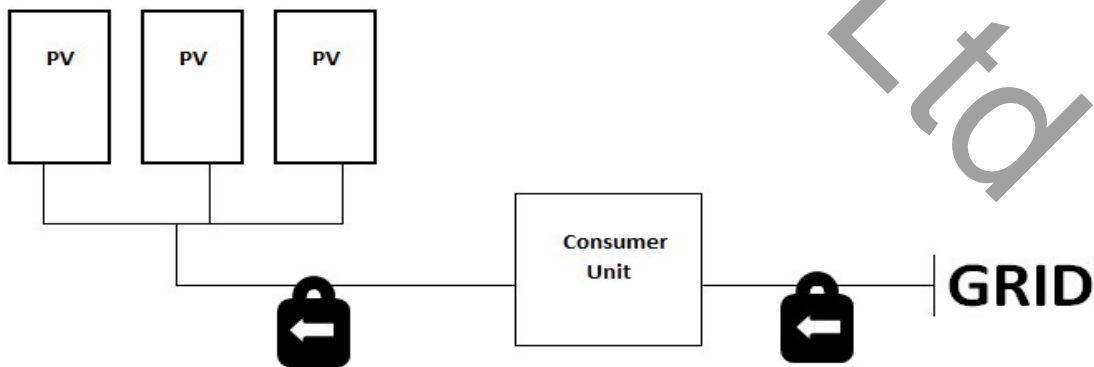 PV
PV
PV
Ltd
Consumer
Unit
GRID